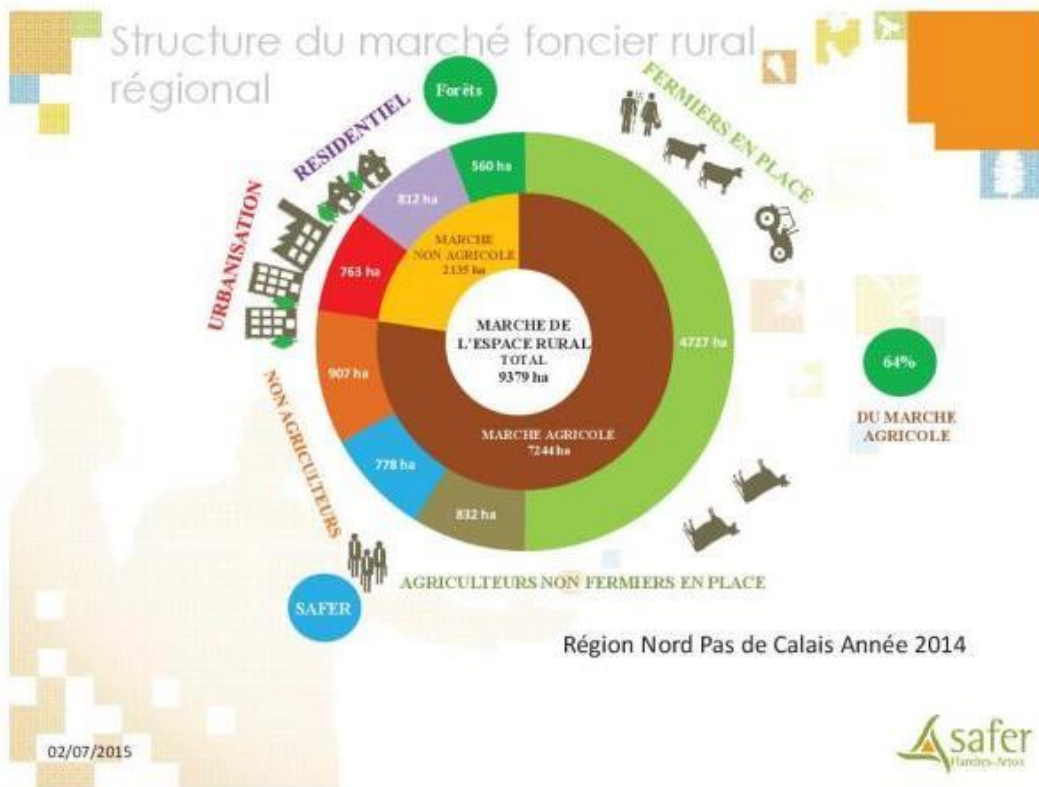 Structure du marché foncier rural
régional
Forêts
RESIDENTIEL
URBANISATION
FERMIERS EN PLACE
560 ha
812 ha
763 ha
MARCHE
NON AGRICOLE
2135 ha
MARCHE DE
L'ESPACE RURAL
TOTAL
9379 ha
4727 ha
64%
DU MARCHE
AGRICOLE
907 ha
NON AGRICULTEURS
MARCHE AGRICOLE
7244 ha
778 ha
832 ha
SAFER
AGRICULTEURS NON FERMIERS EN PLACE
Région Nord Pas de Calais Année 2014
02/07/2015
safer
Flandres-Artois